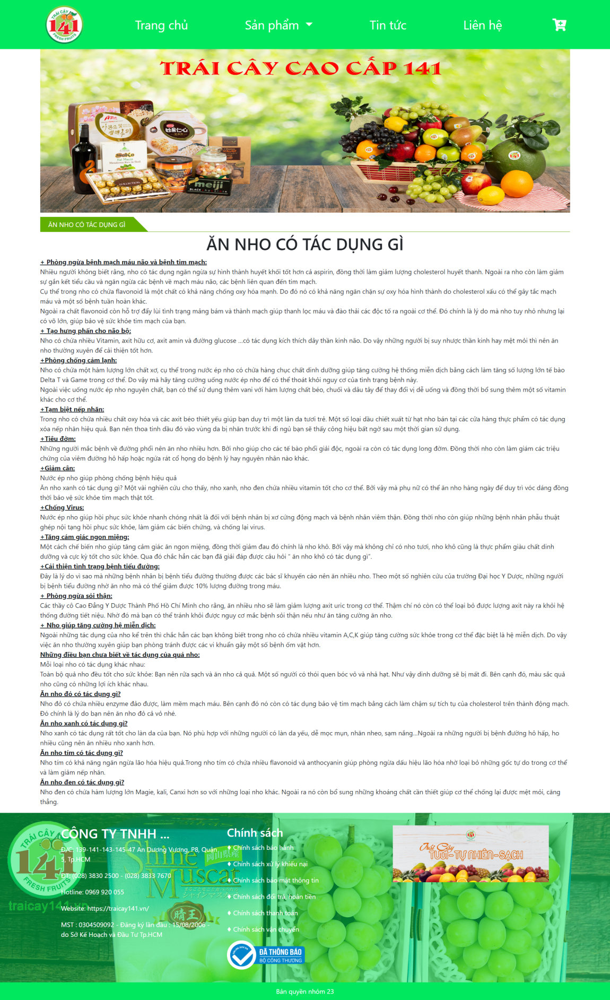 TRÁI CÂY
141
FRESH FRUITS
Trang chủ
Sản phẩm
Tin tức
Liên hệ
TRÁI CÂY CAO CẤP 141
SoKo
COLLECTION
meiji
BLACK
ĂN NHO CÓ TÁC DỤNG GÌ
ĂN NHO CÓ TÁC DỤNG GÌ
+ Phòng ngừa bệnh mạch máu não và bệnh tim mạch:
Nhiều người không biết rằng, nho có tác dụng ngăn ngừa sự hình thành huyết khối tốt hơn cả aspirin, đồng thời làm giảm lượng cholesterol huyết thanh. Ngoài ra nho còn làm giảm
sự gắn kết tiểu cầu và ngăn ngừa các bệnh về mạch máu não, các bệnh liên quan đến tim mạch.
Cụ thể trong nho có chứa flavonoid là một chất có khả năng chống oxy hóa mạnh. Do đó nó có khả năng ngăn chặn sự oxy hóa hình thành do cholesterol xấu có thể gây tắc mạch
máu và một số bệnh tuần hoàn khác.
Ngoài ra chất flavonoid còn hỗ trợ đẩy lùi tình trạng mảng bám và thành mạch giúp thanh lọc máu và đào thải các độc tố ra ngoài cơ thể. Đó chính là lý do mà nho tuy nhỏ nhưng lại
có võ lớn, giúp bảo vệ sức khỏe tim mạch của bạn.
+ Tạo hưng phấn cho não bộ:
Nho có chứa nhiều Vitamin, axit hữu cơ, axit amin và đường glucose ...có tác dụng kích thích dây thần kinh não. Do vậy những người bị suy nhược thần kinh hay mệt mỏi thì nên ăn
nho thường xuyên để cải thiện tốt hơn.
+Phòng chống cảm lạnh:
Nho có chứa một hàm lượng lớn chất xơ, cụ thể trong nước ép nho có chứa hàng chục chất dinh dưỡng giúp tăng cường hệ thống miễn dịch bằng cách làm tăng số lượng lớn tế bào
Delta T và Game trong cơ thể. Do vậy mà hãy tăng cường uống nước ép nho để có thể thoát khỏi nguy cơ của tình trạng bệnh này.
Ngoài việc uống nước ép nho nguyên chất, bạn có thể sử dụng thêm vani với hàm lượng chất béo, chuối và dâu tây để thay đổi vị dễ uống và đồng thời bổ sung thêm một số vitamin
khác cho cơ thể.
+Tạm biệt nếp nhăn:
Trong nho có chứa nhiều chất oxy hóa và các axit béo thiết yếu giúp bạn duy trì một làn da tươi trẻ. Một số loại dầu chiết xuất từ hạt nho bán tại các cửa hàng thực phẩm có tác dụng
xóa nếp nhăn hiệu quả. Bạn nên thoa tinh dầu đó vào vùng da bị nhăn trước khi đi ngủ bạn sẽ thấy công hiệu bất ngờ sau một thời gian sử dụng.
+Tiêu đờm:
Những người mắc bệnh về đường phổi nên ăn nho nhiều hơn. Bởi nho giúp cho các tế bào phổi giải độc, ngoài ra còn có tác dụng long đờm. Đồng thời nho còn làm giảm các triệu
chứng của viêm đường hô hấp hoặc ngứa rát cổ họng do bệnh lý hay nguyên nhân nào khác.
+Giảm cân:
Nước ép nho giúp phòng chống bệnh hiệu quả
Ăn nho xanh có tác dụng gì? Một vài nghiên cứu cho thấy, nho xanh, nho đen chứa nhiều vitamin tốt cho cơ thể. Bởi vậy mà phụ nữ có thể ăn nho hàng ngày để duy trì vóc dáng đồng
thời bảo vệ sức khỏe tim mạch thật tốt.
+Chống Virus:
Nước ép nho giúp hồi phục sức khỏe nhanh chóng nhất là đối với bệnh nhân bị xơ cứng động mạch và bệnh nhân viêm thận. Đồng thời nho còn giúp những bệnh nhân phẫu thuật
ghép nội tạng hồi phục sức khỏe, làm giảm các biến chứng, và chống lại virus.
+Tăng cảm giác ngon miệng:
Một cách chế biến nho giúp tăng cảm giác ăn ngon miệng, đồng thời giảm đau đó chính là nho khô. Bởi vậy mà không chỉ có nho tươi, nho khô cũng là thực phẩm giàu chất dinh
dưỡng và cực kỳ tốt cho sức khỏe. Qua đó chắc hẳn các bạn đã giải đáp được câu hỏi “ ăn nho khô có tác dụng gì”.
+Cải thiện tình trạng bệnh tiểu đường:
Đây là lý do vì sao mà những bệnh nhân bị bệnh tiểu đường thường được các bác sĩ khuyến cáo nên ăn nhiều nho. Theo một số nghiên cứu của trường Đại học Y Dược, những người
bị bệnh tiểu đường nhờ ăn nho mà có thể giảm được 10% lượng đường trong máu.
+ Phòng ngừa sỏi thận:
Các thầy cô Cao Đẳng Y Dược Thành Phố Hồ Chí Minh cho rằng, ăn nhiều nho sẽ làm giảm lượng axit uric trong cơ thể. Thậm chí nó còn có thể loại bỏ được lượng axit này ra khỏi hệ
thống đường tiết niệu. Nhờ đó mà bạn có thể tránh khỏi được nguy cơ mắc bệnh sỏi thận nếu như ăn tăng cường ăn nho.
+ Nho giúp tăng cường hệ miễn dịch:
Ngoài những tác dụng của nho kể trên thì chắc hẳn các bạn không biết trong nho có chứa nhiều vitamin A,C,K giúp tăng cường sức khỏe trong cơ thể đặc biệt là hệ miễn dịch. Do vậy
việc ăn nho thường xuyên giúp bạn phòng tránh được các vi khuẩn gây một số bệnh ốm vặt hơn.
Những điều bạn chưa biết về tác dụng của quả nho:
Mỗi loại nho có tác dụng khác nhau:
Toàn bộ quả nho đều tốt cho sức khỏe: Bạn nên rửa sạch và ăn nho cả quả. Một số người có thói quen bóc vỏ và nhả hạt. Như vậy dinh dưỡng sẽ bị mất đi. Bên cạnh đó, màu sắc quả
nho cũng có những lợi ích khác nhau.
Ăn nho đỏ có tác dụng gì?
Nho đỏ có chứa nhiều enzyme đảo được, làm mềm mạch máu. Bên cạnh đó nó còn có tác dụng bảo vệ tim mạch bằng cách làm chậm sự tích tụ của cholesterol trên thành động mạch.
Đó chính là lý do bạn nên ăn nho đỏ cả vỏ nhé.
Ăn nho xanh có tác dụng gì?
Nho xanh có tác dụng rất tốt cho làn da của bạn. Nó phù hợp với những người có làn da yếu, dễ mọc mụn, nhăn nheo, sạm nắng...Ngoài ra những người bị bệnh đường hô hấp, ho
nhiều cũng nên ăn nhiều nho xanh hơn.
Ăn nho tím có tác dụng gì?
Nho tím có khả năng ngăn ngừa lão hóa hiệu quả.Trong nho tím có chứa nhiều flavonoid và anthocyanin giúp phòng ngừa dấu hiệu lão hóa nhờ loại bỏ những gốc tự do trong cơ thể
và làm giảm nếp nhăn.
Ăn nho đen có tác dụng gì?
Nho đen có chứa hàm lượng lớn Magie, kali, Canxi hơn so với những loại nho khác. Ngoài ra nó còn bổ sung những khoáng chất cần thiết giúp cơ thể chống lại được mệt mỏi, căng
thẳng.
TRÁI CÂY
141
FRESH FRUITS
traicay141.vn
Shine
Muscat
岡山県産
シャインマスカット
晴王
CÔNG TY TNHH ...
Đ/C: 139-141-143-145-47 An Dương Vương, P8, Quận
5, Tp.HCM
ĐT: (028) 3830 2500 - (028) 3833 7670
Hotline: 0969 920 055
Website: https://traicay141.vn/
MST : 0304509092 - Đăng ký lần đầu : 15/08/2006 -
do Sở Kế Hoạch và Đầu Tư Tp.HCM
Chính sách
♦ Chính sách bảo hành
♦ Chính sách xử lý khiếu nại
♦ Chính sách bảo mật thông tin
♦ Chính sách đổi trả, hoàn tiền
♦ Chính sách thanh toán
♦ Chính sách vận chuyển
ONLINE.GOV.VN
ĐÃ THÔNG BÁO
BỘ CÔNG THƯƠNG
Trái Cây
TƯƠI-TỰ NHIÊN-SẠCH
Bản quyền nhóm 23